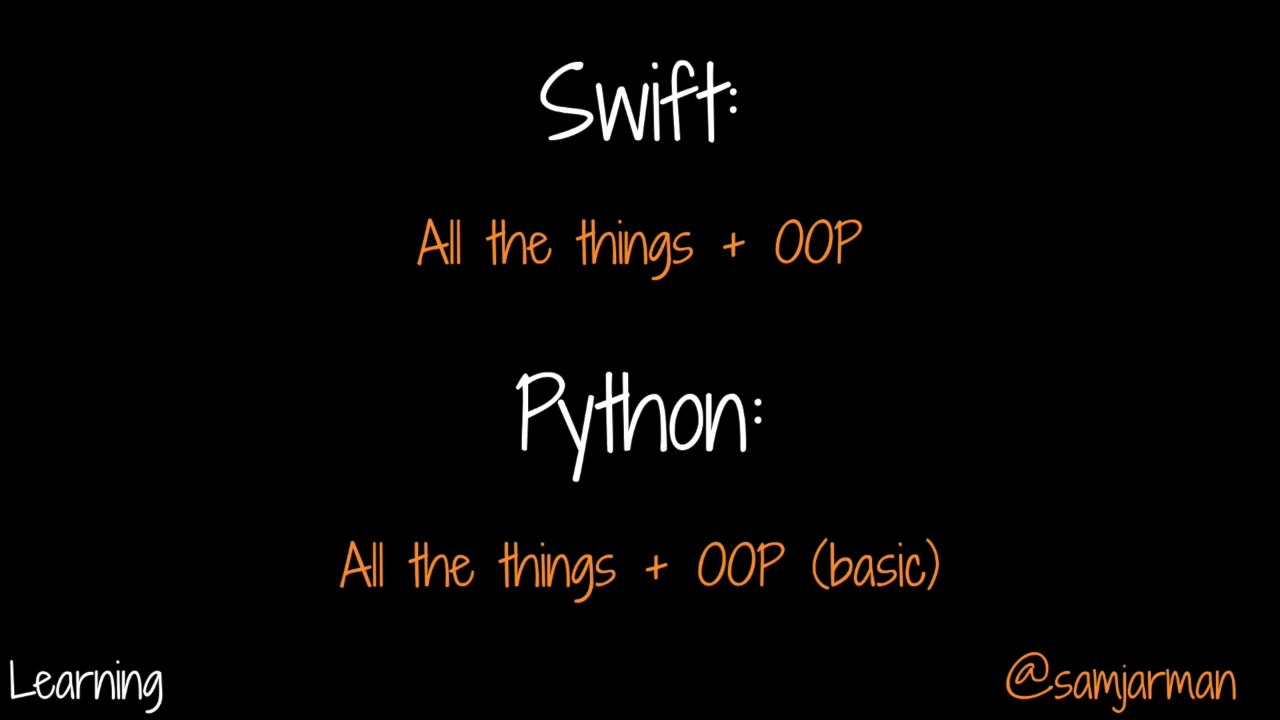 Swift:
All the things + OOP
Python:
All the things + OOP (basic)
Learning
@samjarman